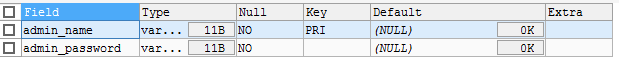 Field Type Null Key Default Extra
admin_name var... 11B NO PRI (NULL) 0K
admin_password var... 11B NO (NULL) 0K